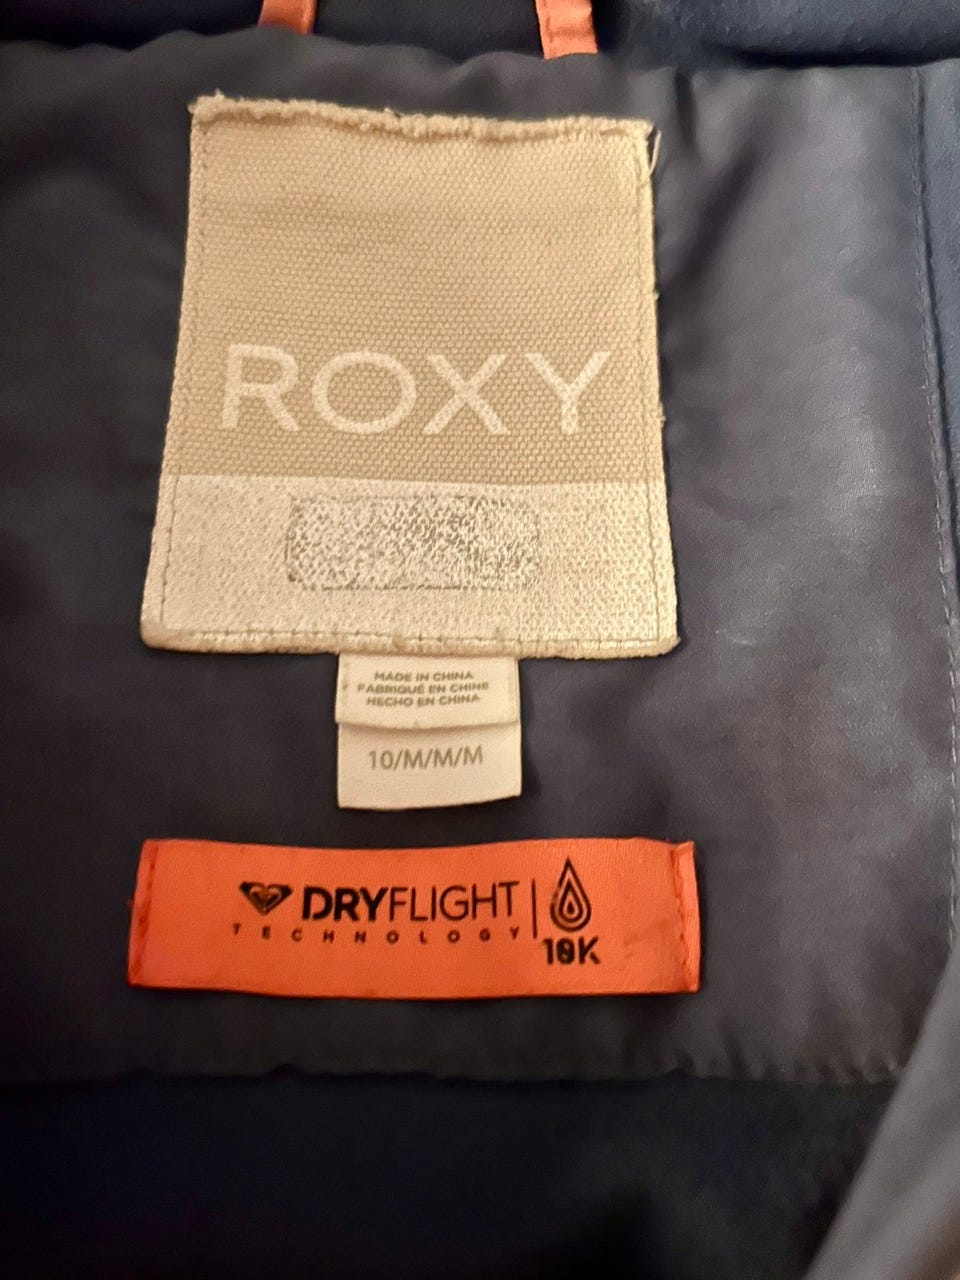 ROXY
MADE IN CHINA
FABRIQUÉ EN CHINE
HECHO EN CHINA
10/M/M/M
DRYFLIGHT
TECHNOLOGY
10K